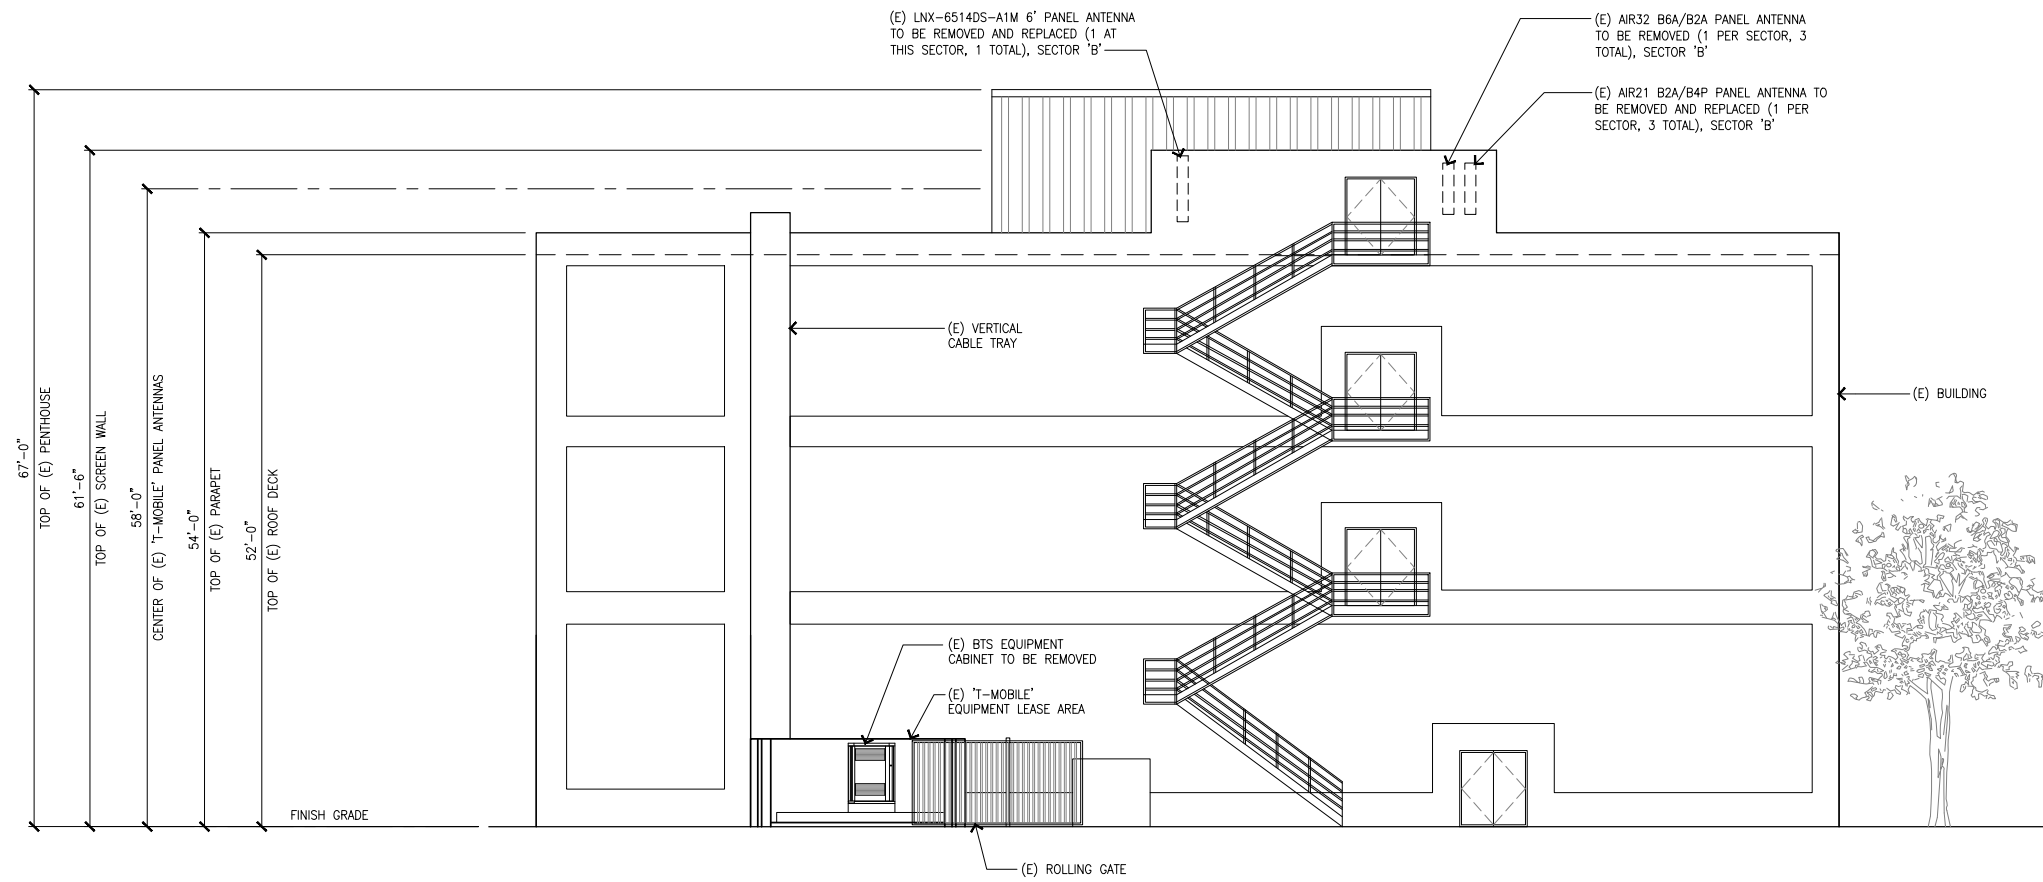 (E) LNX-6514DS-A1M 6' PANEL ANTENNA
TO BE REMOVED AND REPLACED (1 AT
THIS SECTOR, 1 TOTAL), SECTOR 'B'
(E) AIR32 B6A/B2A PANEL ANTENNA
TO BE REMOVED (1 PER SECTOR, 3
TOTAL), SECTOR 'B'
(E) AIR21 B2A/B4P PANEL ANTENNA TO
BE REMOVED AND REPLACED (1 PER
SECTOR, 3 TOTAL), SECTOR 'B'
67'-0"
TOP OF (E) PENTHOUSE
61'-6"
TOP OF (E) SCREEN WALL
58'-0"
CENTER OF (E) 'T-MOBILE' PANEL ANTENNAS
54'-0"
TOP OF (E) PARAPET
52'-0"
TOP OF (E) ROOF DECK
(E) VERTICAL
CABLE TRAY
(E) BUILDING
(E) BTS EQUIPMENT
CABINET TO BE REMOVED
(E) 'T-MOBILE'
EQUIPMENT LEASE AREA
FINISH GRADE
(E) ROLLING GATE